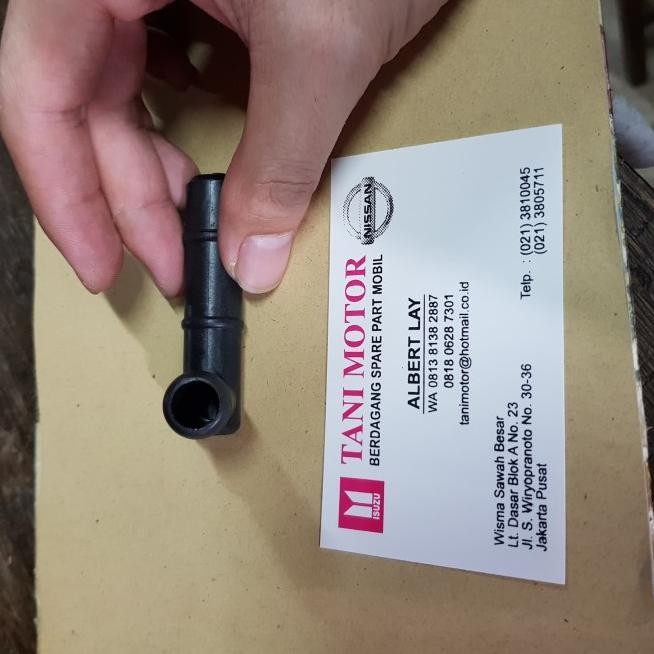 ISUZU
TANI MOTOR
NISSAN
BERDAGANG SPARE PART MOBIL
ALBERT LAY
WA 0813 8138 2887
0818 0628 7301
tanimotor@hotmail.co.id
Wisma Sawah Besar
Lt. Dasar Blok A No. 23
Jl. S. Wiryopranoto No. 30-36
Jakarta Pusat
Telp. : (021) 3810045
(021) 3805711